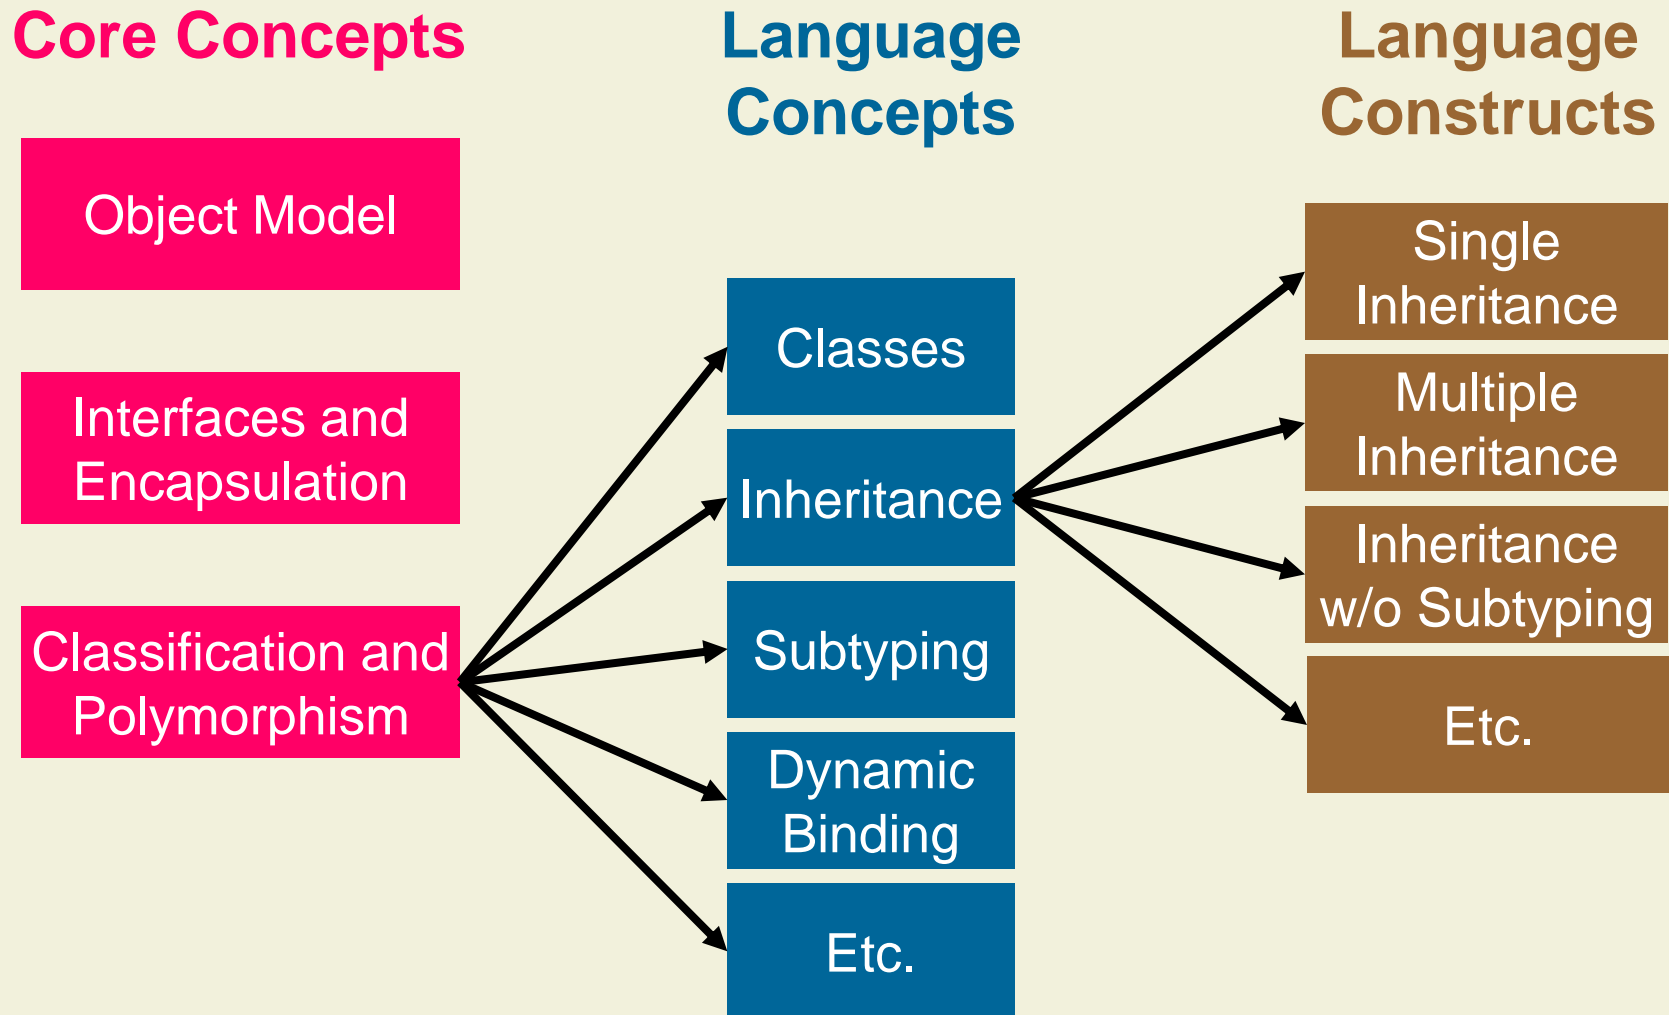 Core Concepts
Language
Concepts
Language
Constructs
Object Model
Interfaces and
Encapsulation
Classification and
Polymorphism
Classes
Inheritance
Subtyping
Dynamic
Binding
Etc.
Single
Inheritance
Multiple
Inheritance
Inheritance
w/o Subtyping
Etc.